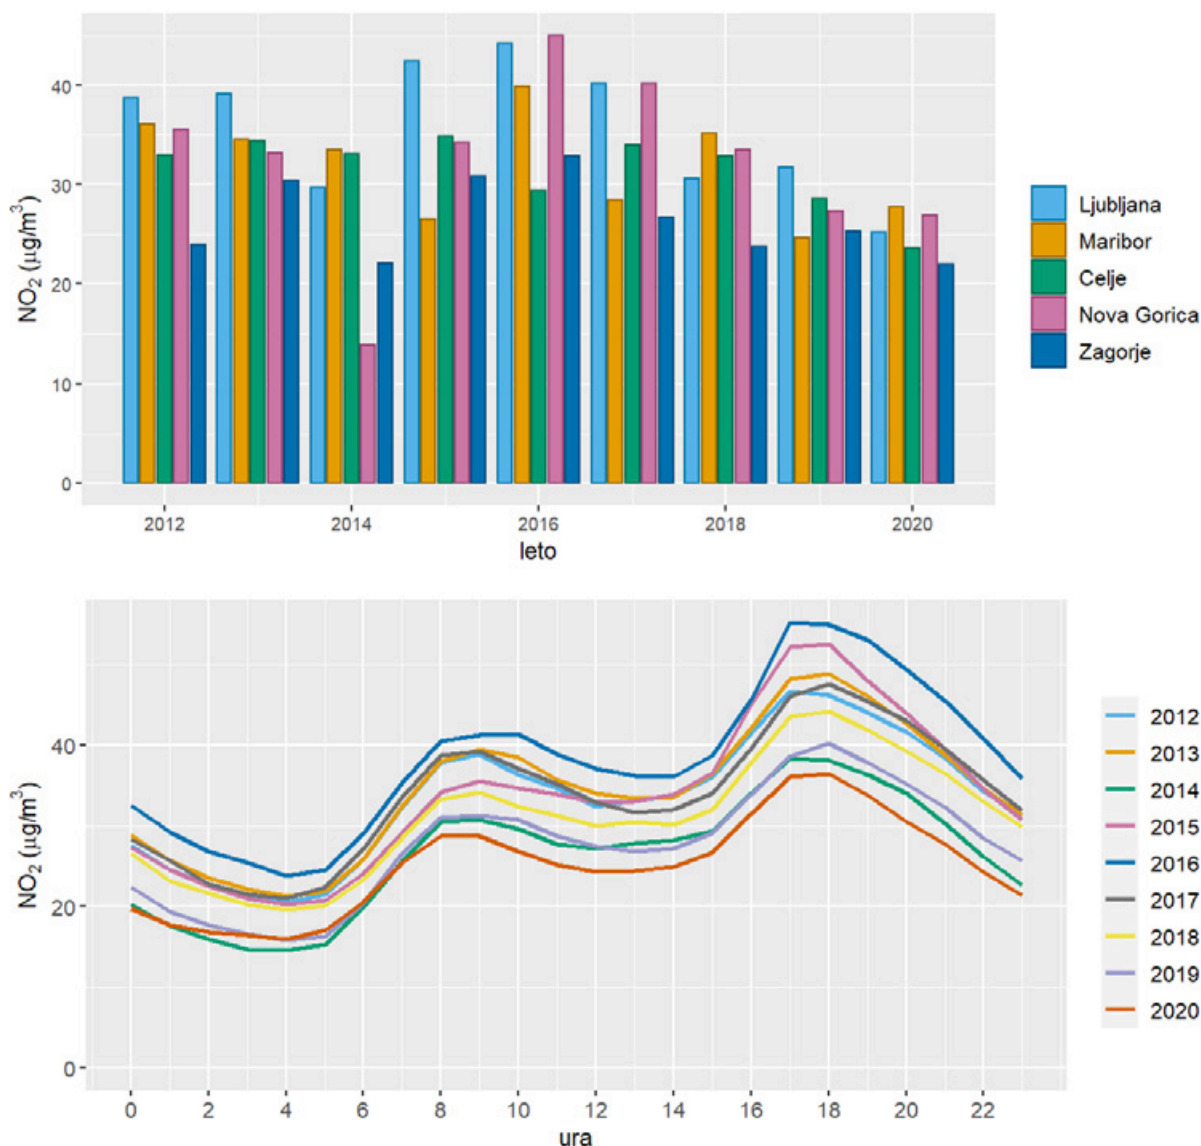 NO₂ (µg/m³)
40
30
20
10
0
2012 2014 2016 2018 2020
leto
Ljubljana
Maribor
Celje
Nova Gorica
Zagorje
NO₂ (µg/m³)
40
20
0
0 2 4 6 8 10 12 14 16 18 20 22
ura
2012
2013
2014
2015
2016
2017
2018
2019
2020